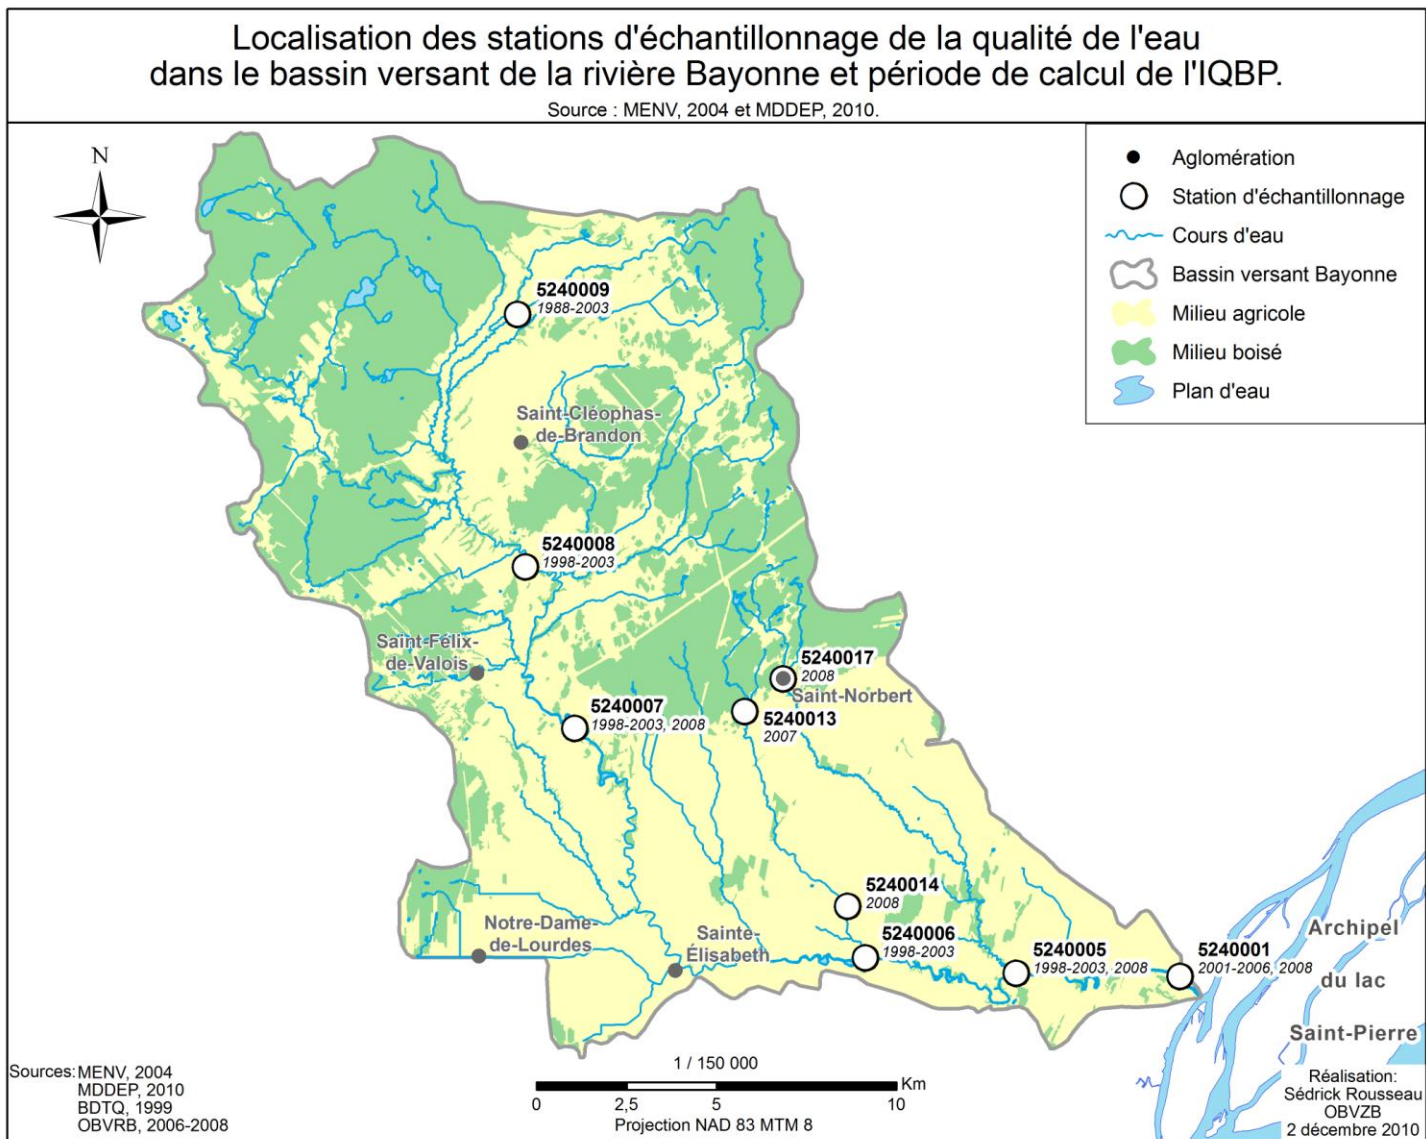 Localisation des stations d'échantillonnage de la qualité de l'eau
dans le bassin versant de la rivière Bayonne et période de calcul de l'IQBP.
Source : MENV, 2004 et MDDEP, 2010.
N
Aglomération
Station d'échantillonnage
Cours d'eau
Bassin versant Bayonne
Milieu agricole
Milieu boisé
Plan d'eau
5240009
1988-2003
Saint-Cléophas-
de-Brandon
5240008
1998-2003
Saint-Félix-
de-Valois
5240017
2008
Saint-Norbert
5240007
1998-2003, 2008
5240013
2007
5240014
2008
Notre-Dame-
de-Lourdes
Sainte-
Élisabeth
5240006
1998-2003
5240005
1998-2003, 2008
5240001
2001-2006, 2008
Archipel
du lac
Saint-Pierre
Sources: MENV, 2004
MDDEP, 2010
BDTQ, 1999
OBVRB, 2006-2008
1 / 150 000
Km
0 2,5 5 10
Projection NAD 83 MTM 8
Réalisation:
Sédrick Rousseau
OBVZB
2 décembre 2010